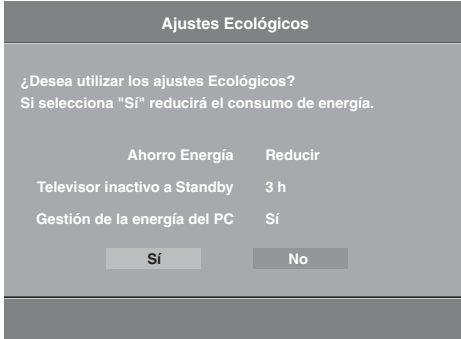 Ajustes Ecológicos
¿Desea utilizar los ajustes Ecológicos?
Si selecciona "Sí" reducirá el consumo de energía.
Ahorro Energía Reducir
Televisor inactivo a Standby 3 h
Gestión de la energía del PC Sí
Sí No